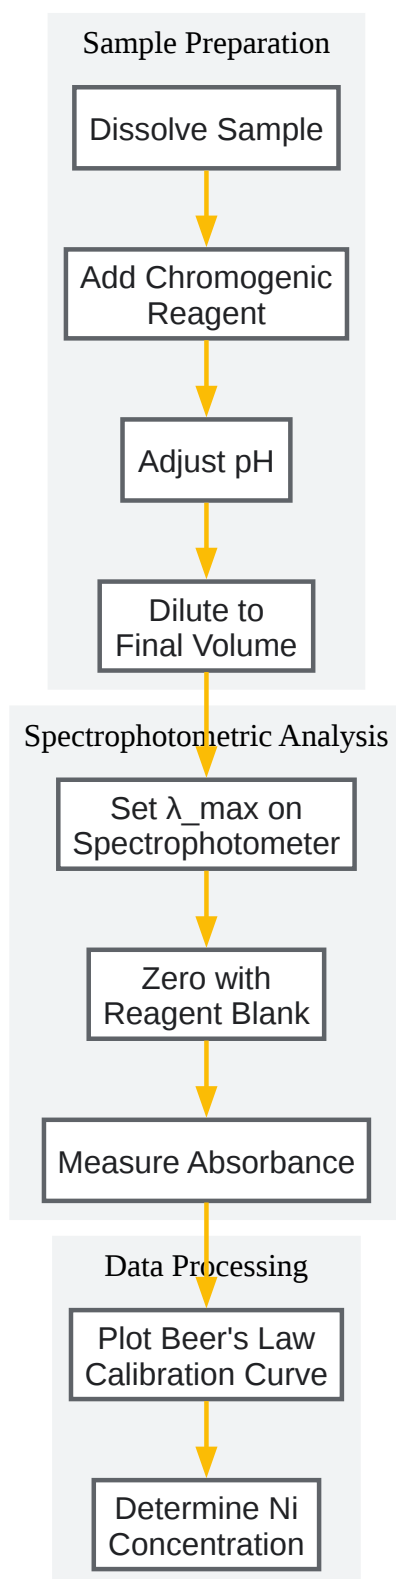 Sample Preparation
Dissolve Sample
Add Chromogenic
Reagent
Adjust pH
Dilute to
Final Volume
Spectrophotometric Analysis
Set λ_max on
Spectrophotometer
Zero with
Reagent Blank
Measure Absorbance
Data Processing
Plot Beer's Law
Calibration Curve
Determine Ni
Concentration